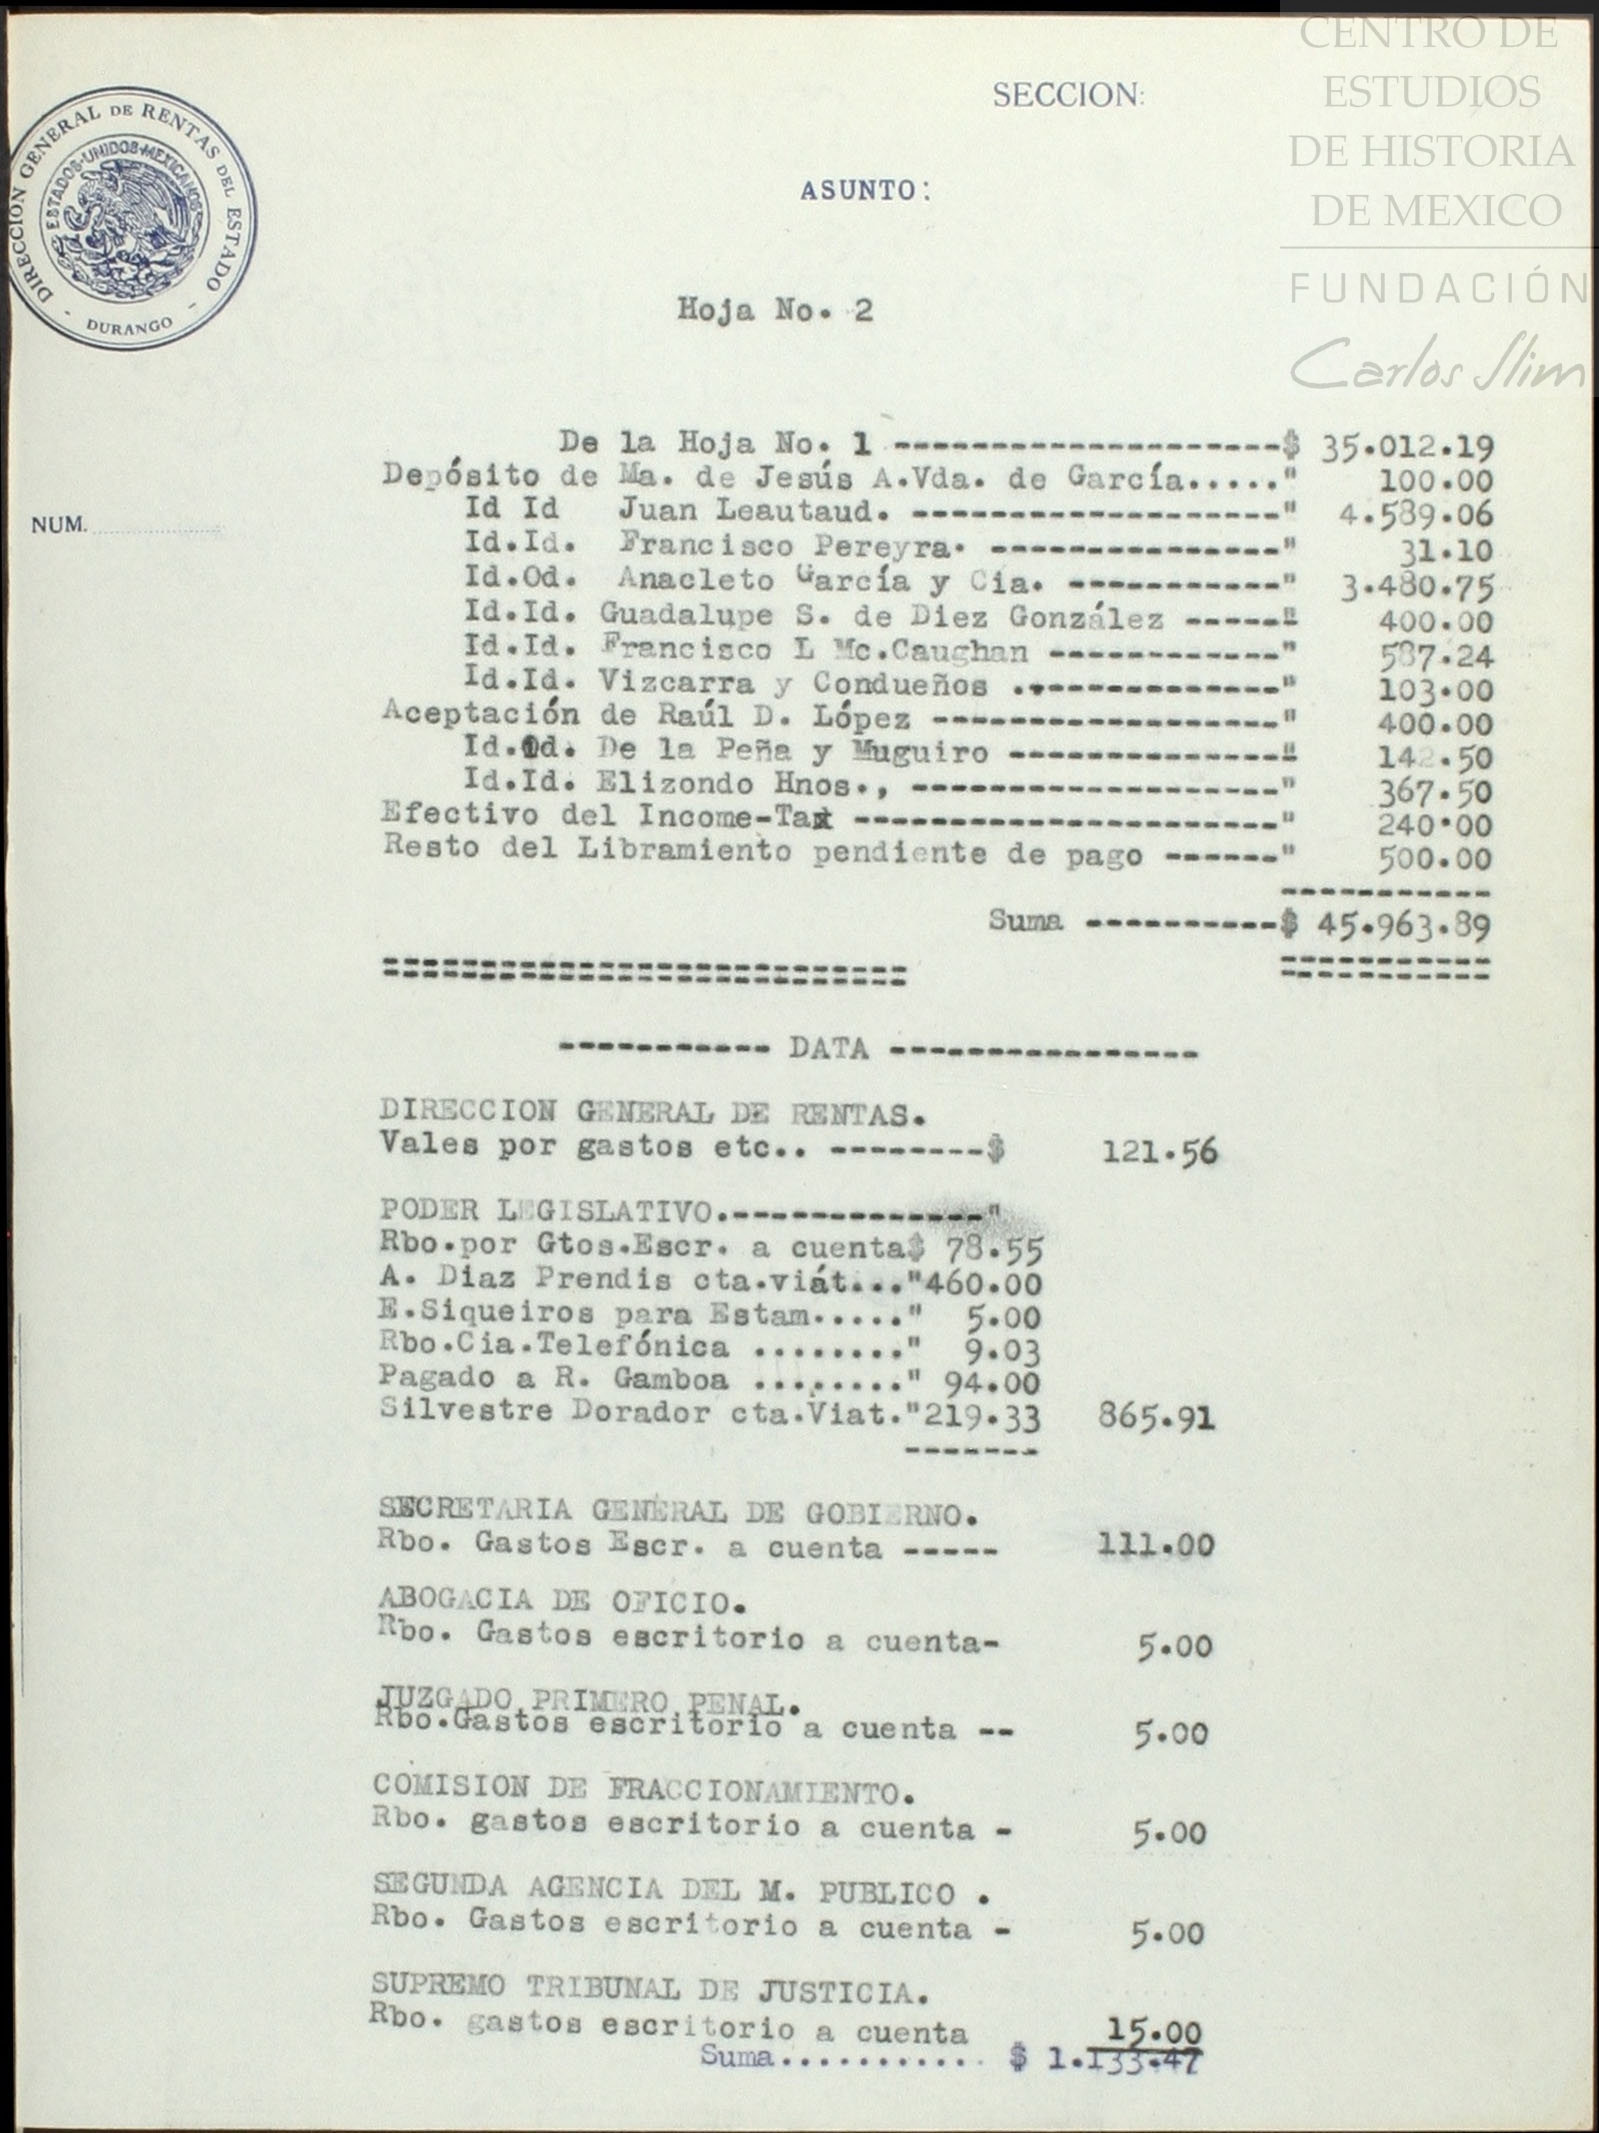 CENTRO DE
ESTUDIOS
DE HISTORIA
DE MEXICO
FUNDACIÓN
Carlos Slim
DIRECCION GENERAL DE RENTAS DEL ESTADO
- DURANGO -
ESTADOS-UNIDOS-MEXICANOS
SECCION:
ASUNTO:
Hoja No. 2
NUM.
De la Hoja No. 1 --------------------$ 35.012.19
Depósito de Ma. de Jesús A.Vda. de García....." 100.00
Id Id Juan Leautaud. -------------------" 4.589.06
Id.Id. Francisco Pereyra. ---------------" 31.10
Id.Od. Anacleto García y Cia. -----------" 3.480.75
Id.Id. Guadalupe S. de Diez González -----" 400.00
Id.Id. Francisco L Mc.Caughan ------------" 587.24
Id.Id. Vizcarra y Condueños ..------------" 103.00
Aceptación de Raúl D. López ------------------" 400.00
Id.Id. De la Peña y Muguiro --------------" 142.50
Id.Id. Elizondo Hnos., -------------------" 367.50
Efectivo del Income-Tax ----------------------" 240.00
Resto del Libramiento pendiente de pago ------" 500.00
-----------
Suma ----------$ 45.963.89
=========================== ===========
----------- DATA ----------------
DIRECCION GENERAL DE RENTAS.
Vales por gastos etc.. --------$ 121.56
PODER LEGISLATIVO.-------------"
Rbo.por Gtos.Escr. a cuenta$ 78.55
A. Diaz Prendis cta.viát..."460.00
E.Siqueiros para Estam....." 5.00
Rbo.Cia.Telefónica ........" 9.03
Pagado a R. Gamboa ........" 94.00
Silvestre Dorador cta.Viat."219.33 865.91
-------
SECRETARIA GENERAL DE GOBIERNO.
Rbo. Gastos Escr. a cuenta ----- 111.00
ABOGACIA DE OFICIO.
Rbo. Gastos escritorio a cuenta- 5.00
JUZGADO PRIMERO PENAL.
Rbo.Gastos escritorio a cuenta -- 5.00
COMISION DE FRACCIONAMIENTO.
Rbo. gastos escritorio a cuenta - 5.00
SEGUNDA AGENCIA DEL M. PUBLICO .
Rbo. Gastos escritorio a cuenta - 5.00
SUPREMO TRIBUNAL DE JUSTICIA.
Rbo. gastos escritorio a cuenta 15.00
Suma........... $ 1.133.47